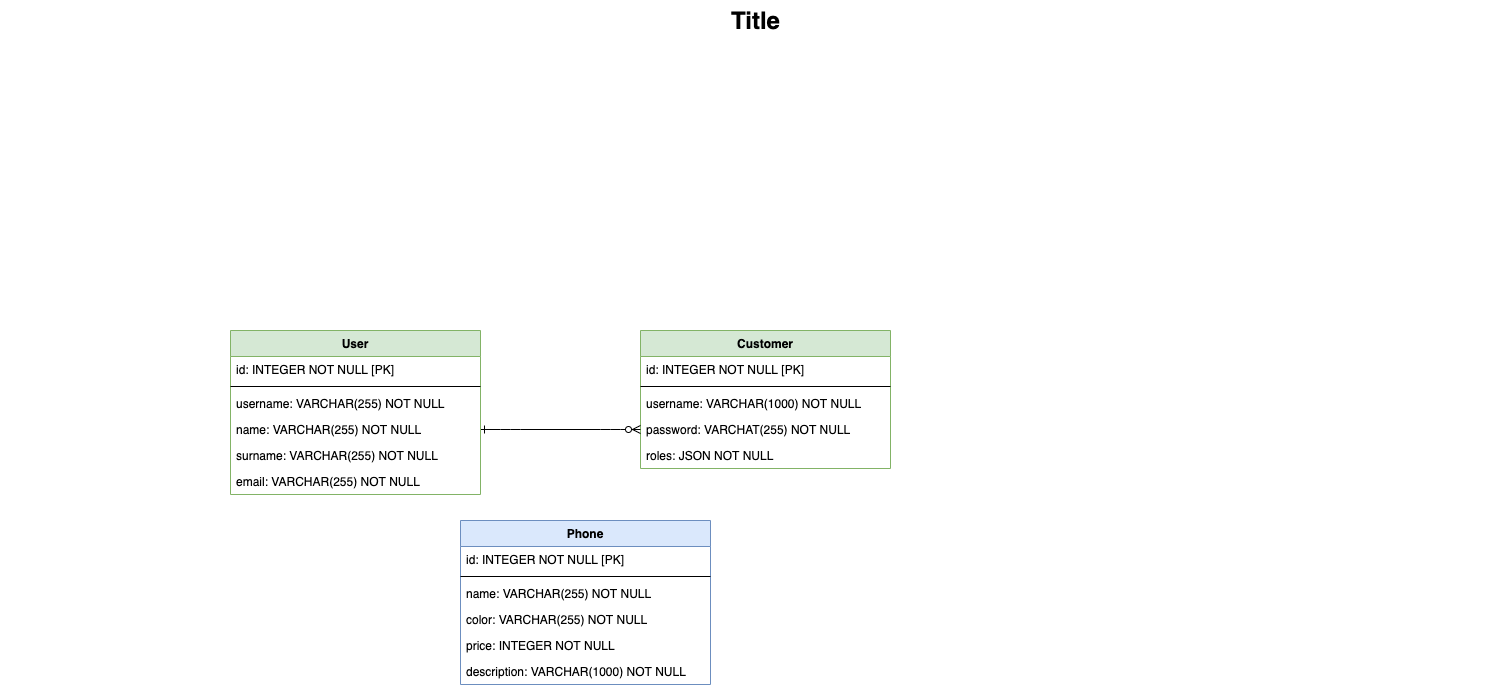 Title
User
id: INTEGER NOT NULL [PK]
username: VARCHAR(255) NOT NULL
name: VARCHAR(255) NOT NULL
surname: VARCHAR(255) NOT NULL
email: VARCHAR(255) NOT NULL
Customer
id: INTEGER NOT NULL [PK]
username: VARCHAR(1000) NOT NULL
password: VARCHAT(255) NOT NULL
roles: JSON NOT NULL
Phone
id: INTEGER NOT NULL [PK]
name: VARCHAR(255) NOT NULL
color: VARCHAR(255) NOT NULL
price: INTEGER NOT NULL
description: VARCHAR(1000) NOT NULL